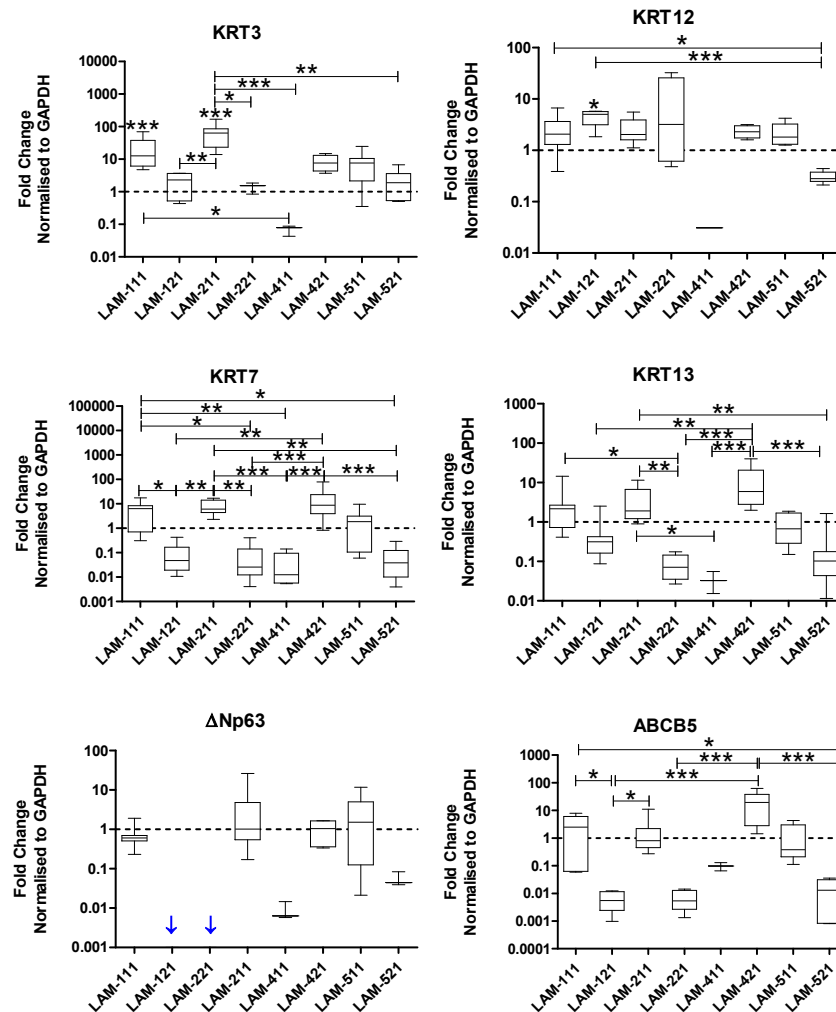 KRT3
Fold Change
Normalised to GAPDH
10000
1000
100
10
1
0.1
0.01
***
**
***
*
***
**
*
LAM-111
LAM-121
LAM-211
LAM-221
LAM-411
LAM-421
LAM-511
LAM-521
KRT12
Fold Change
Normalised to GAPDH
100
10
1
0.1
0.01
*
***
*
LAM-111
LAM-121
LAM-211
LAM-221
LAM-411
LAM-421
LAM-511
LAM-521
KRT7
Fold Change
Normalised to GAPDH
100000
10000
1000
100
10
1
0.1
0.01
0.001
*
**
*
**
**
***
*** *** ***
* ** **
LAM-111
LAM-121
LAM-211
LAM-221
LAM-411
LAM-421
LAM-511
LAM-521
KRT13
Fold Change
Normalised to GAPDH
1000
100
10
1
0.1
0.01
**
**
***
* *** ***
**
*
LAM-111
LAM-121
LAM-211
LAM-221
LAM-411
LAM-421
LAM-511
LAM-521
ΔNp63
Fold Change
Normalised to GAPDH
100
10
1
0.1
0.01
0.001
LAM-111
LAM-121
LAM-221
LAM-211
LAM-411
LAM-421
LAM-511
LAM-521
ABCB5
Fold Change
Normalised to GAPDH
1000
100
10
1
0.1
0.01
0.001
0.0001
*
*** ***
* ***
*
LAM-111
LAM-121
LAM-211
LAM-221
LAM-411
LAM-421
LAM-511
LAM-521